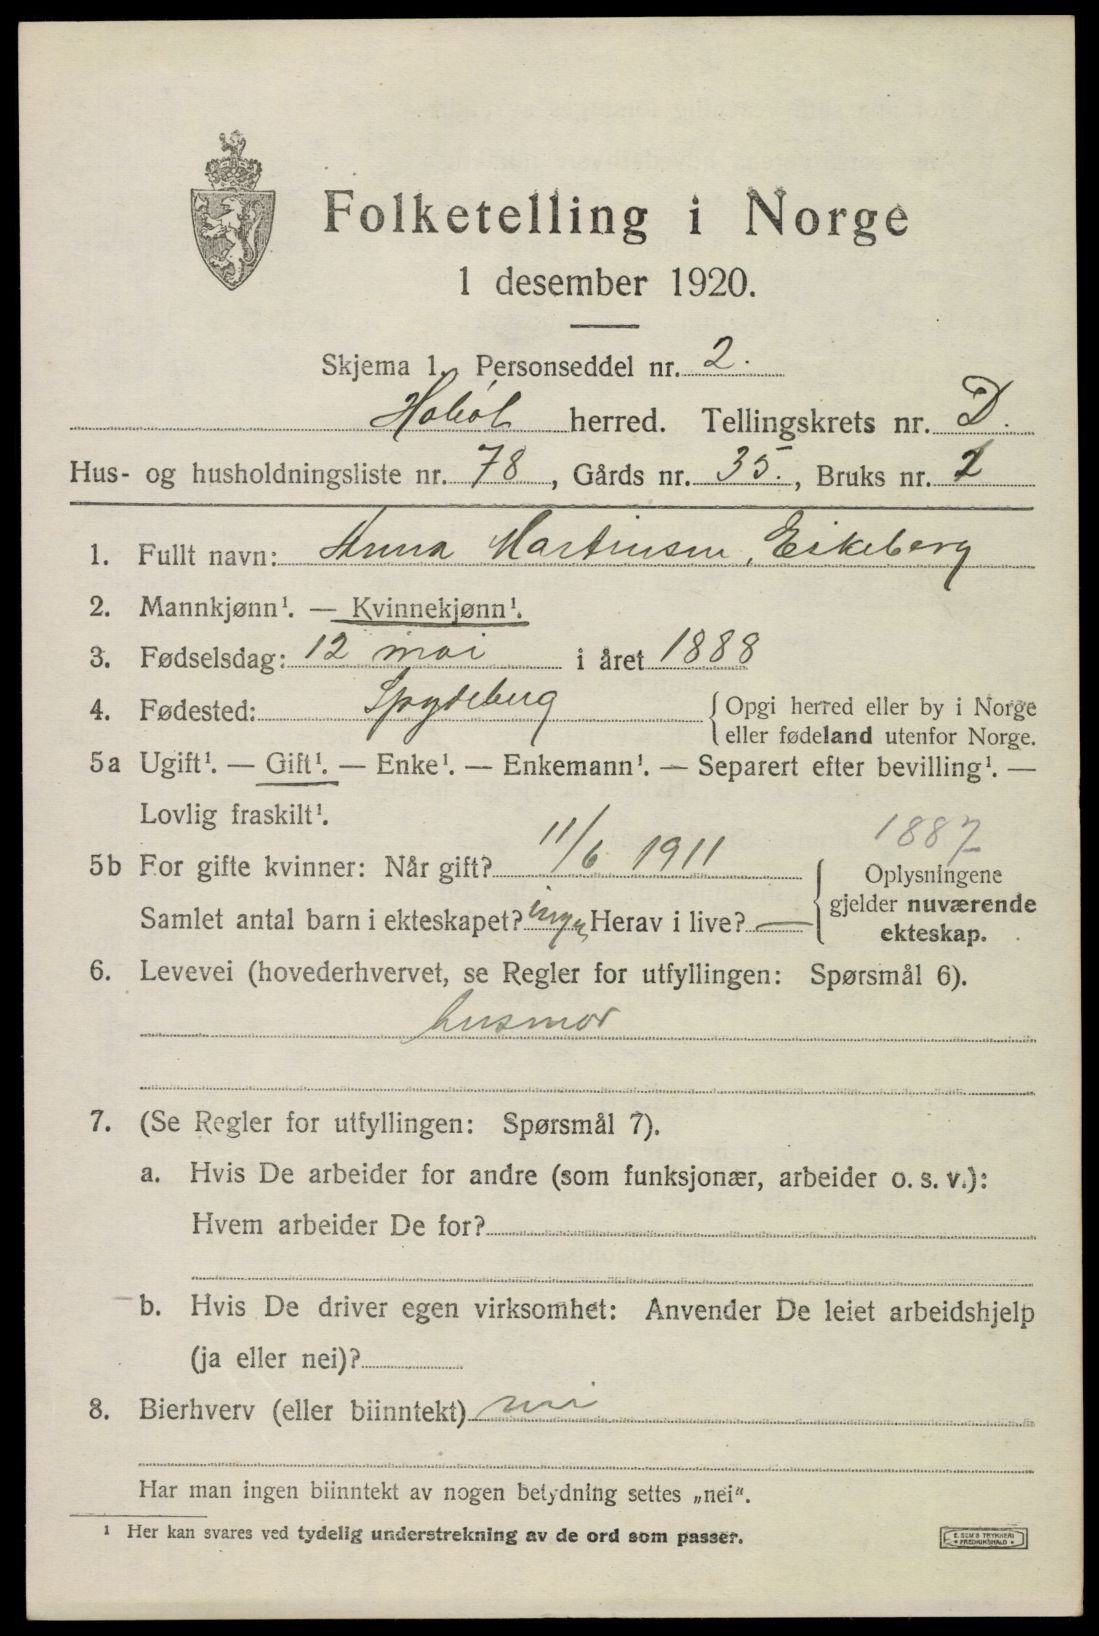 Folketelling i Norge
1 desember 1920.
Skjema 1. Personseddel nr. 2.
Hobøl herred. Tellingskrets nr. D.
Hus- og husholdningsliste nr. 78, Gårds nr. 35., Bruks nr. 2
1. Fullt navn: Anna Martinsen, Eikeberg
2. Mannkjønn¹. — Kvinnekjønn¹.
3. Fødselsdag: 12 mai i året 1888
4. Fødested: Spydeberg { Opgi herred eller by i Norge
eller fødeland utenfor Norge.
5a Ugift¹. — Gift¹. — Enke¹. — Enkemann¹. — Separert efter bevilling¹. —
Lovlig fraskilt¹.
1887
5b For gifte kvinner: Når gift? 11/6 1911
Samlet antal barn i ekteskapet? ingen Herav i live? —
{ Oplysningene
gjelder nuværende
ekteskap.
6. Levevei (hovederhvervet, se Regler for utfyllingen: Spørsmål 6).
husmor
7. (Se Regler for utfyllingen: Spørsmål 7).
a. Hvis De arbeider for andre (som funksjonær, arbeider o. s. v.):
Hvem arbeider De for?
b. Hvis De driver egen virksomhet: Anvender De leiet arbeidshjelp
(ja eller nei)?
8. Bierhverv (eller biinntekt) nei
Har man ingen biinntekt av nogen betydning settes „nei“.
¹ Her kan svares ved tydelig understrekning av de ord som passer.
E. SEM'S TRYKKERI
FREDRIKSHALD